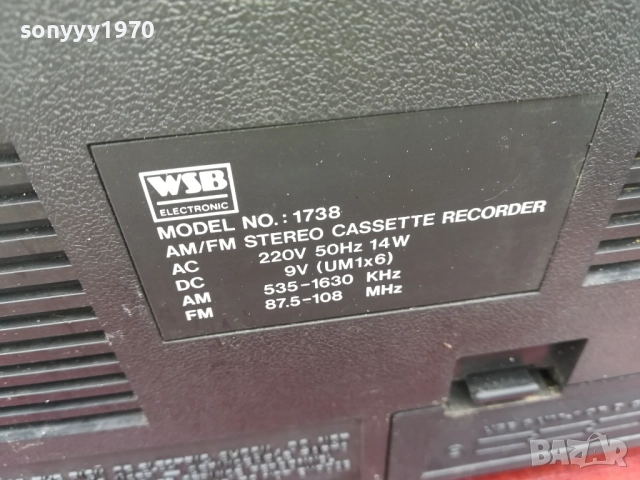 sonyyy1970
WSB
ELECTRONIC
MODEL NO.: 1738
AM/FM STEREO CASSETTE RECORDER
AC 220V 50Hz 14W
DC 9V (UM1x6)
AM 535-1630 KHz
FM 87.5-108 MHz
BAZAR